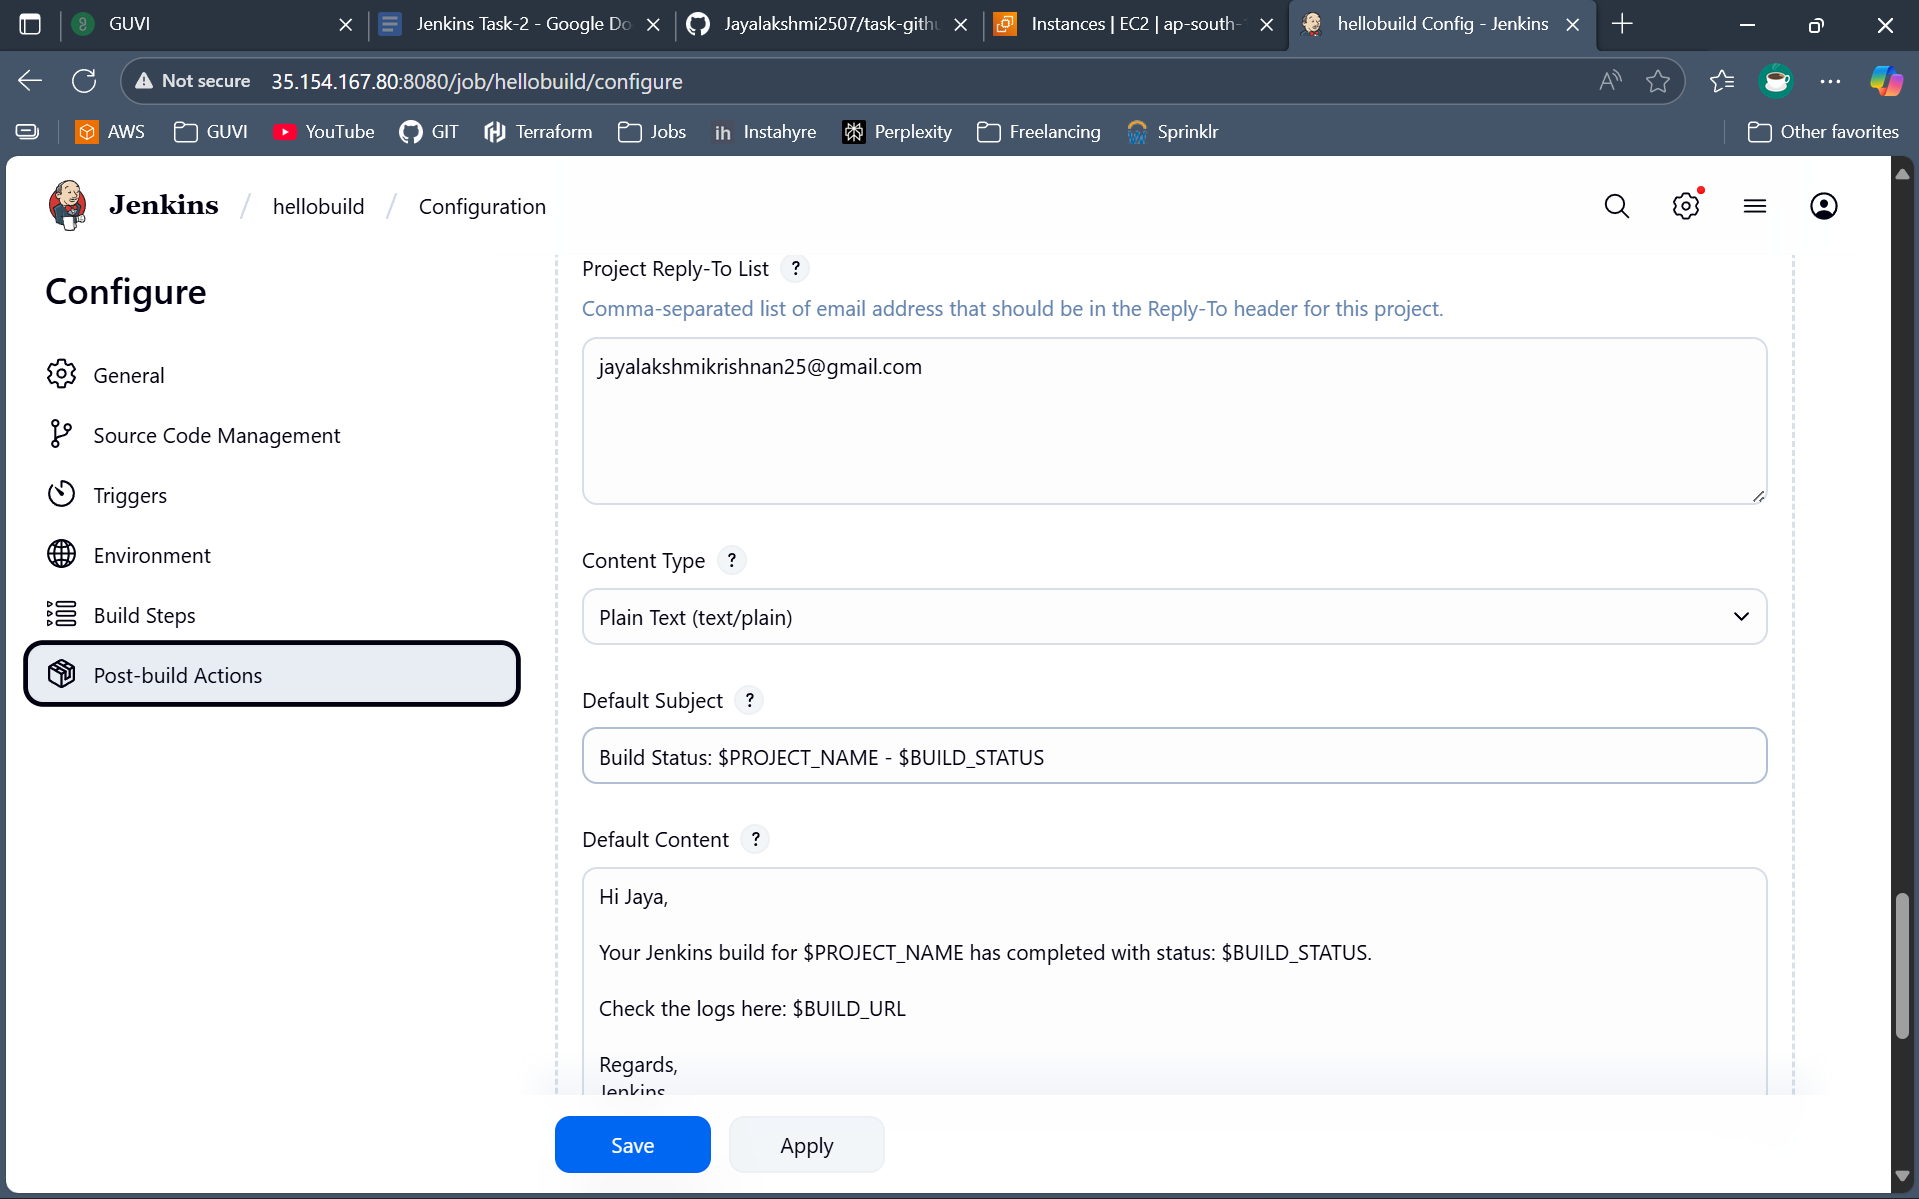 GUVI
Jenkins Task-2 - Google Do
Jayalakshmi2507/task-githu
Instances | EC2 | ap-south-
hellobuild Config - Jenkins
Not secure
35.154.167.80:8080/job/hellobuild/configure
AWS
GUVI
YouTube
GIT
Terraform
Jobs
ih Instahyre
Perplexity
Freelancing
Sprinklr
Other favorites
Jenkins / hellobuild / Configuration
Configure
General
Source Code Management
Triggers
Environment
Build Steps
Post-build Actions
Project Reply-To List ?
Comma-separated list of email address that should be in the Reply-To header for this project.
jayalakshmikrishnan25@gmail.com
Content Type ?
Plain Text (text/plain)
Default Subject ?
Build Status: $PROJECT_NAME - $BUILD_STATUS
Default Content ?
Hi Jaya,
Your Jenkins build for $PROJECT_NAME has completed with status: $BUILD_STATUS.
Check the logs here: $BUILD_URL
Regards,
Jenkins
Save
Apply